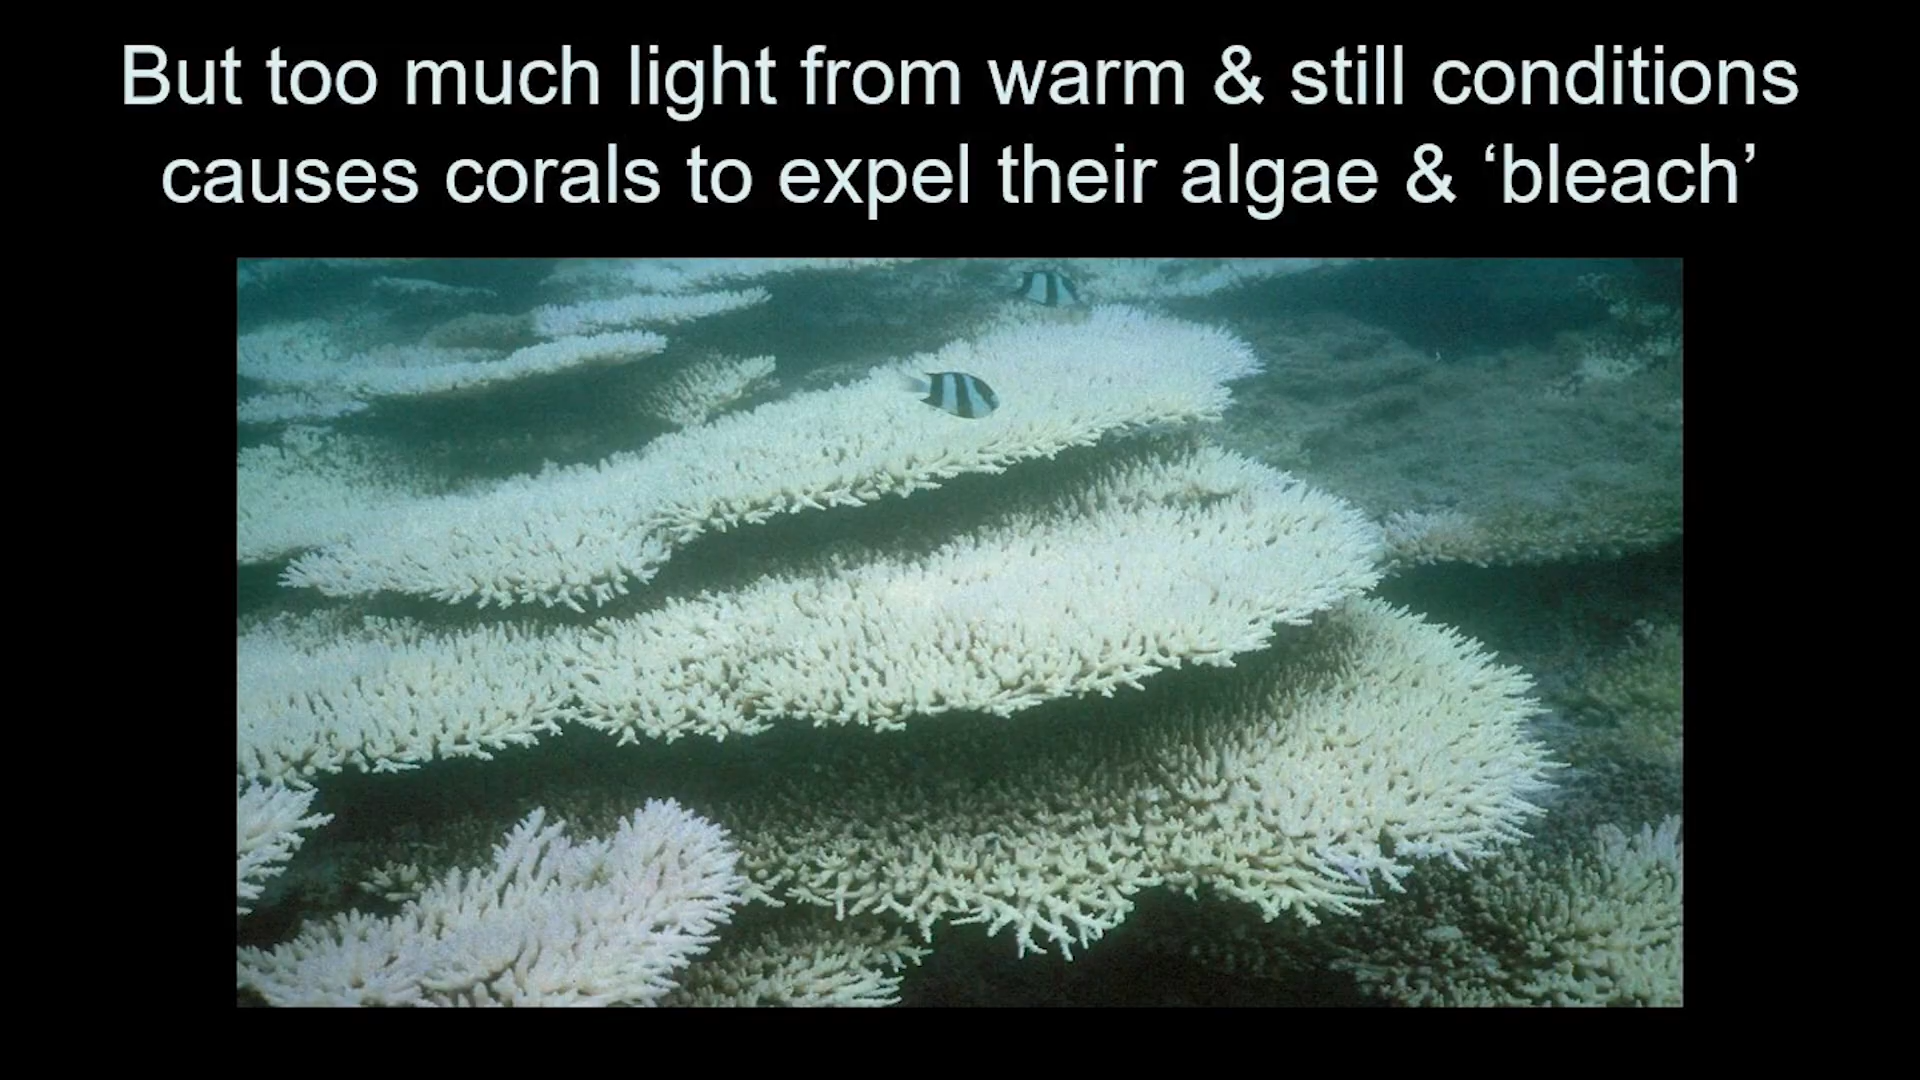 But too much light from warm & still conditions
causes corals to expel their algae & ‘bleach’